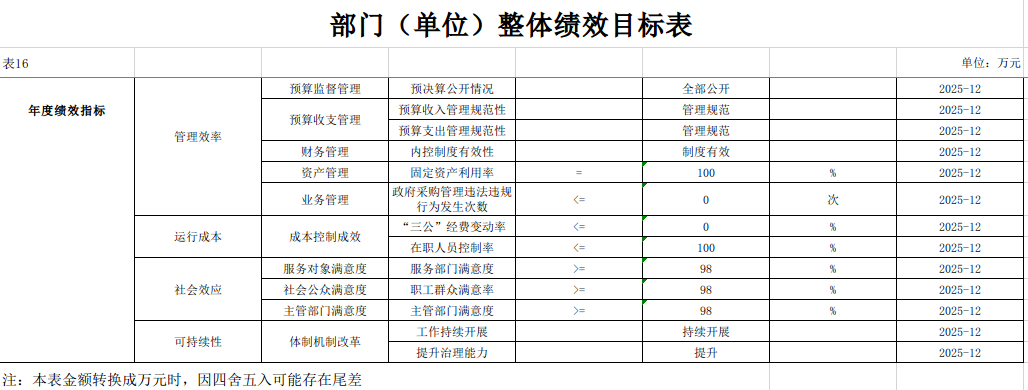 部门（单位）整体绩效目标表
表16 单位：万元
年度绩效指标 管理效率 预算监督管理 预决算公开情况 全部公开 2025-12
预算收支管理 预算收入管理规范性 管理规范 2025-12
预算支出管理规范性 管理规范 2025-12
财务管理 内控制度有效性 制度有效 2025-12
资产管理 固定资产利用率 = 100 % 2025-12
业务管理 政府采购管理违法违规
行为发生次数 <= 0 次 2025-12
运行成本 成本控制成效 “三公”经费变动率 <= 0 % 2025-12
在职人员控制率 <= 100 % 2025-12
社会效应 服务对象满意度 服务部门满意度 >= 98 % 2025-12
社会公众满意度 职工群众满意率 >= 98 % 2025-12
主管部门满意度 主管部门满意度 >= 98 % 2025-12
可持续性 体制机制改革 工作持续开展 持续开展 2025-12
提升治理能力 提升 2025-12
注：本表金额转换成万元时，因四舍五入可能存在尾差